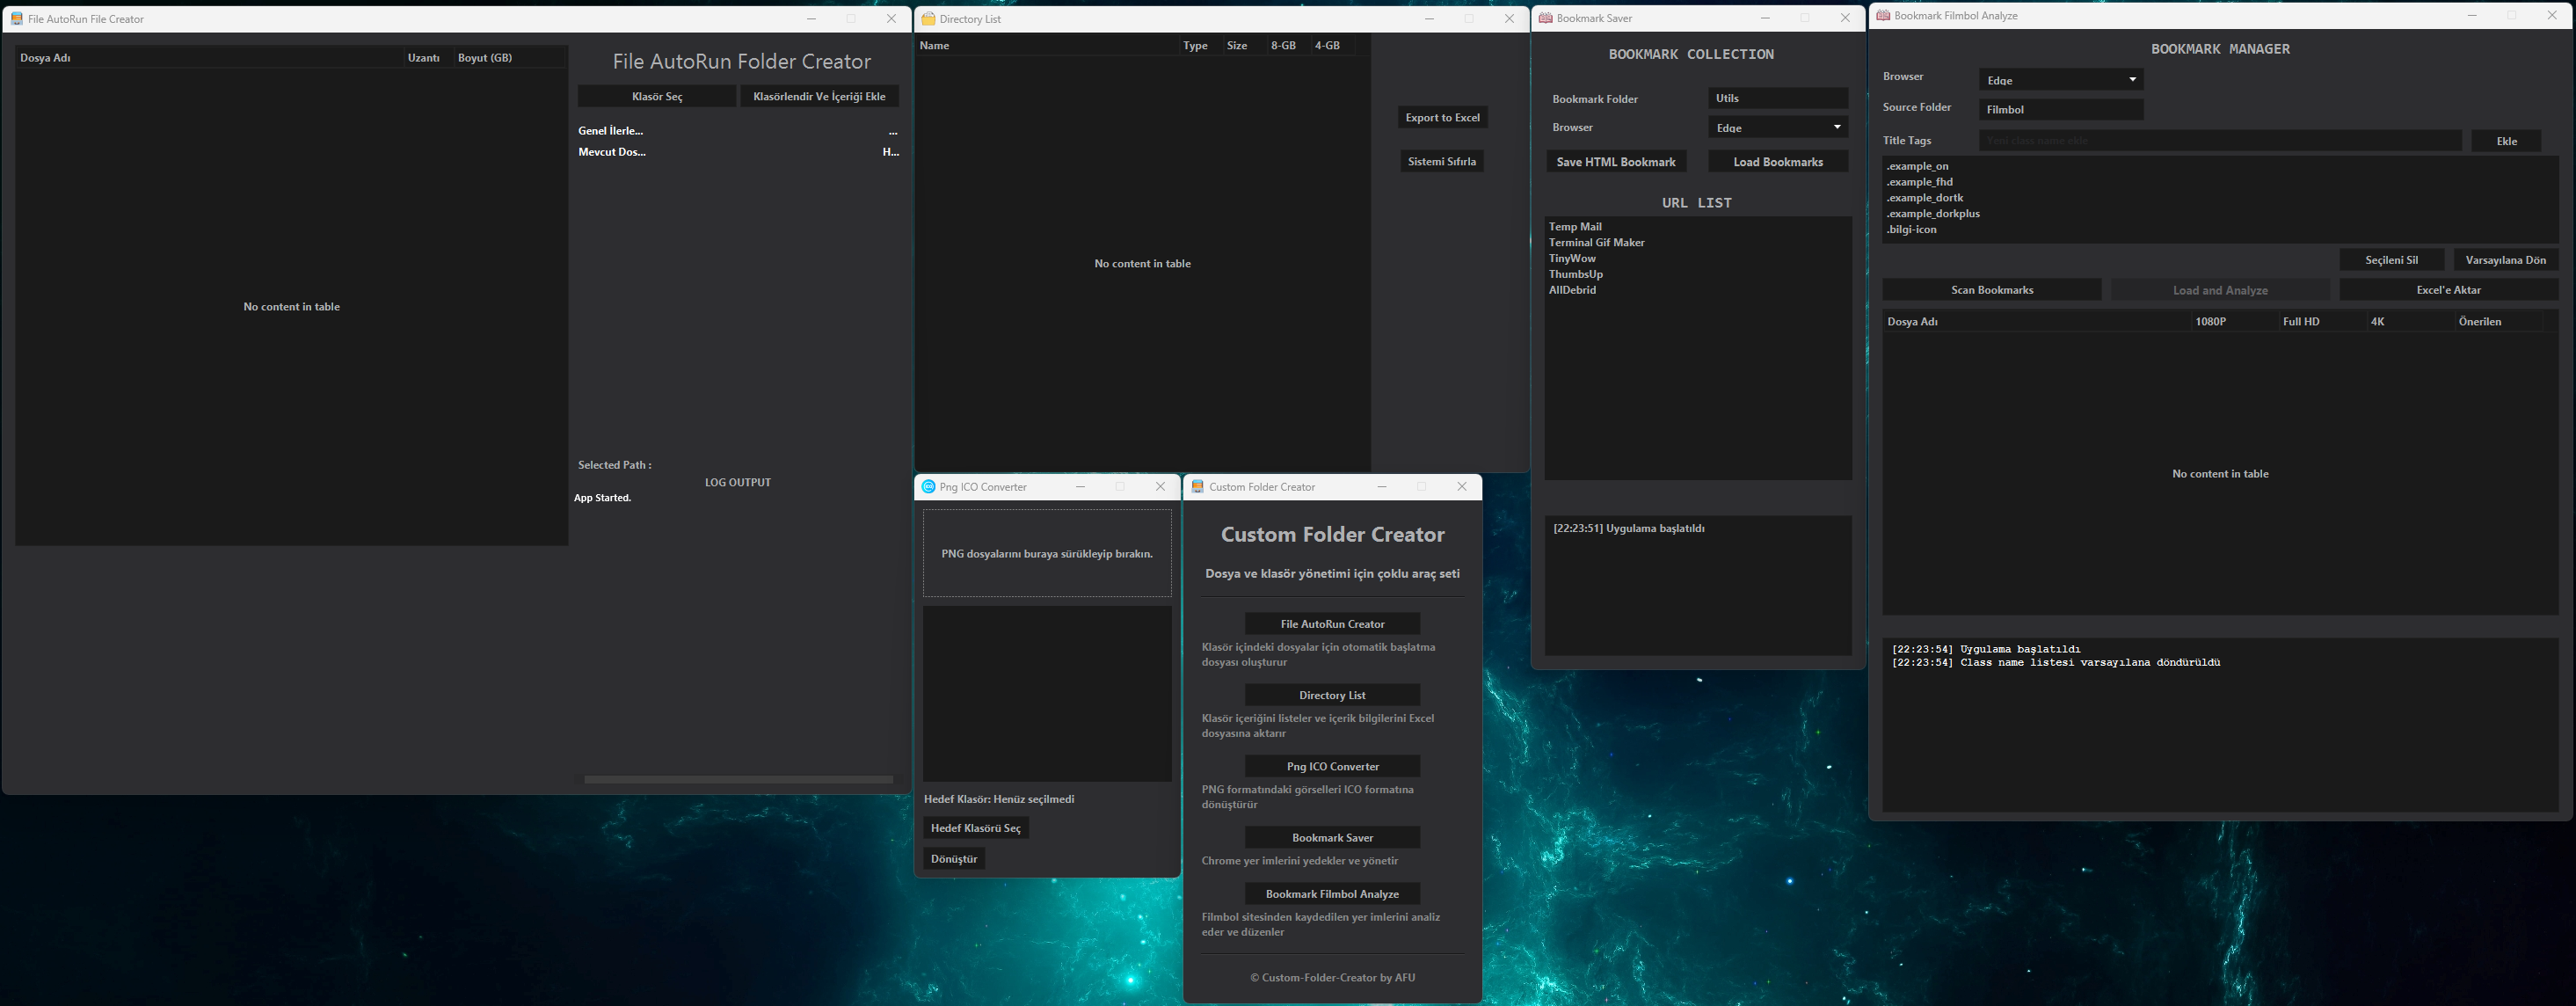 File AutoRun File Creator
Dosya Adı
Uzantı
Boyut (GB)
No content in table
File AutoRun Folder Creator
Klasör Seç
Klasörlendir Ve İçeriği Ekle
Genel İlerle...
...
Mevcut Dos...
H...
Selected Path :
LOG OUTPUT
App Started.
Directory List
Name
Type
Size
8-GB
4-GB
No content in table
Export to Excel
Sistemi Sıfırla
Png ICO Converter
PNG dosyalarını buraya sürükleyip bırakın.
Hedef Klasör: Henüz seçilmedi
Hedef Klasörü Seç
Dönüştür
Custom Folder Creator
Custom Folder Creator
Dosya ve klasör yönetimi için çoklu araç seti
File AutoRun Creator
Klasör içindeki dosyalar için otomatik başlatma
dosyası oluşturur
Directory List
Klasör içeriğini listeler ve içerik bilgilerini Excel
dosyasına aktarır
Png ICO Converter
PNG formatındaki görselleri ICO formatına
dönüştürür
Bookmark Saver
Chrome yer imlerini yedekler ve yönetir
Bookmark Filmbol Analyze
Filmbol sitesinden kaydedilen yer imlerini analiz
eder ve düzenler
© Custom-Folder-Creator by AFU
Bookmark Saver
BOOKMARK COLLECTION
Bookmark Folder
Utils
Browser
Edge
Save HTML Bookmark
Load Bookmarks
URL LIST
Temp Mail
Terminal Gif Maker
TinyWow
ThumbsUp
AllDebrid
[22:23:51] Uygulama başlatıldı
Bookmark Filmbol Analyze
BOOKMARK MANAGER
Browser
Edge
Source Folder
Filmbol
Title Tags
Yeni class name ekle
Ekle
.example_on
.example_fhd
.example_dortk
.example_dorkplus
.bilgi-icon
Seçileni Sil
Varsayılana Dön
Scan Bookmarks
Load and Analyze
Excel'e Aktar
Dosya Adı
1080P
Full HD
4K
Önerilen
No content in table
[22:23:54] Uygulama başlatıldı
[22:23:54] Class name listesi varsayılana döndürüldü